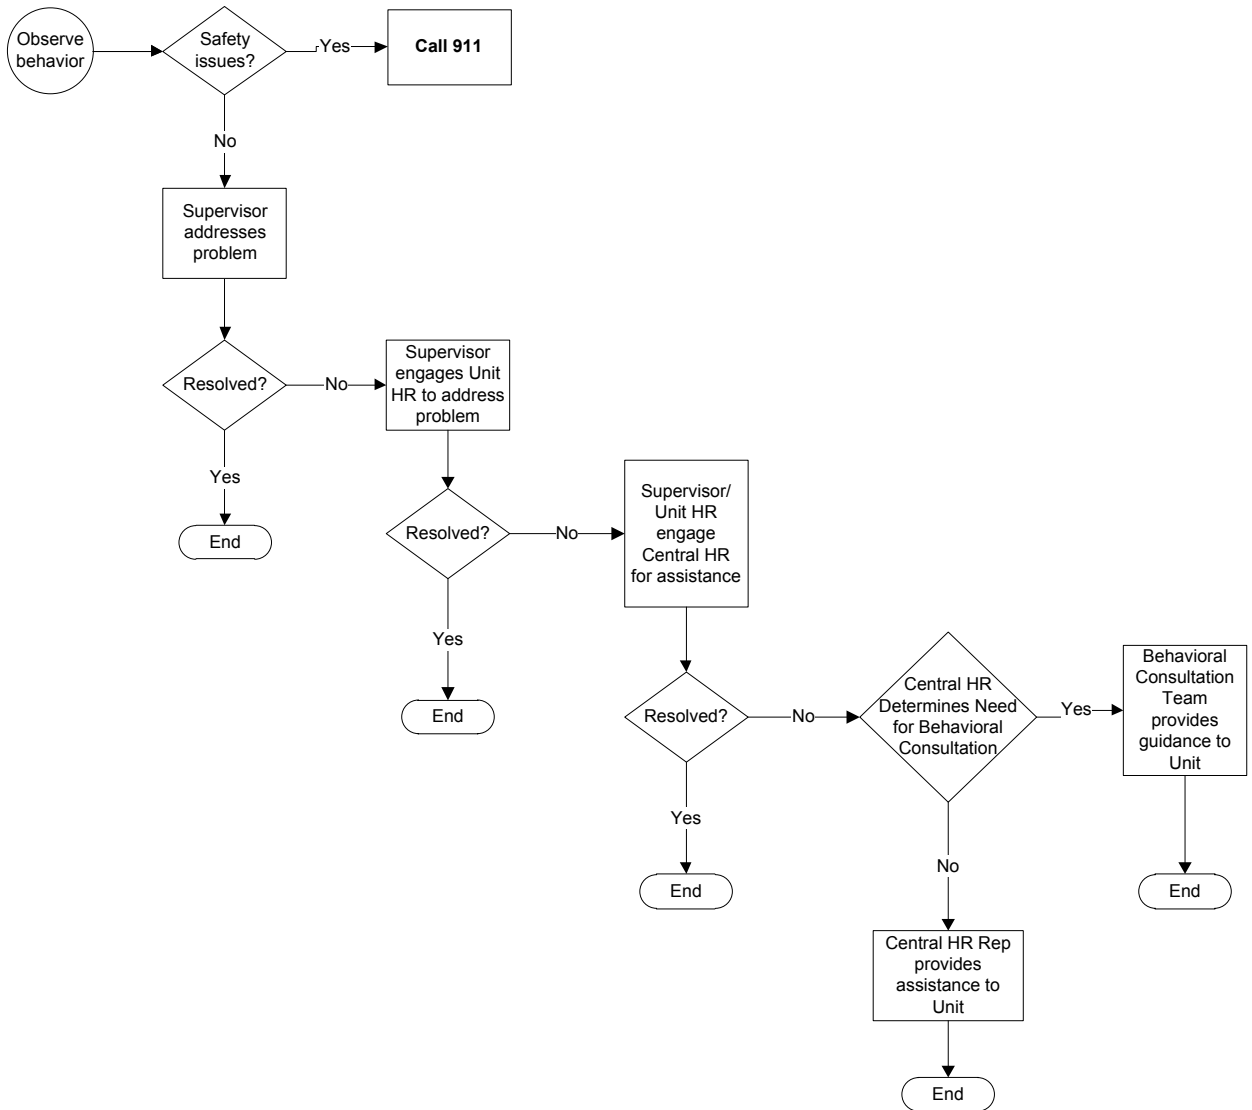 Observe
behavior
Safety
issues?
Yes
Call 911
No
Supervisor
addresses
problem
Resolved?
No
Supervisor
engages Unit
HR to address
problem
Yes
End
Resolved?
No
Supervisor/
Unit HR
engage
Central HR
for assistance
Yes
End
Resolved?
No
Central HR
Determines Need
for Behavioral
Consultation
Yes
Behavioral
Consultation
Team
provides
guidance to
Unit
Yes
End
No
End
Central HR Rep
provides
assistance to
Unit
End